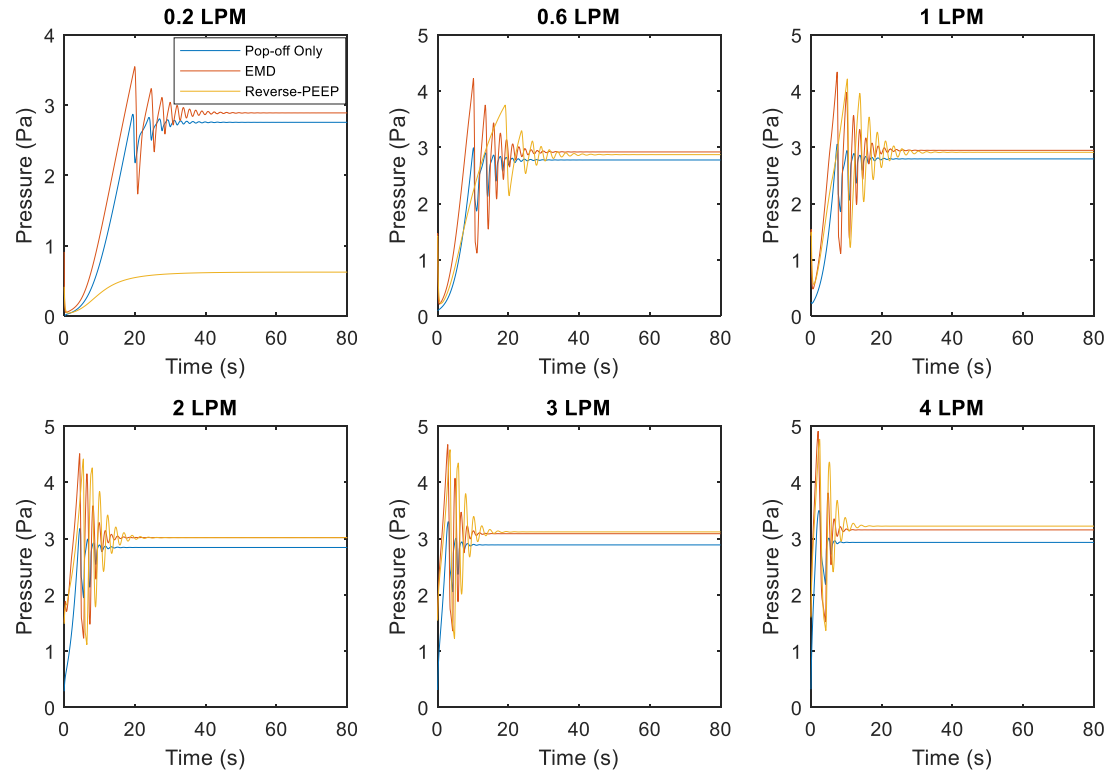 0.2 LPM
4
3
2
1
0
Pressure (Pa)
0 20 40 60 80
Time (s)
Pop-off Only
EMD
Reverse-PEEP
0.6 LPM
5
4
3
2
1
0
Pressure (Pa)
0 20 40 60 80
Time (s)
1 LPM
5
4
3
2
1
0
Pressure (Pa)
0 20 40 60 80
Time (s)
2 LPM
5
4
3
2
1
0
Pressure (Pa)
0 20 40 60 80
Time (s)
3 LPM
5
4
3
2
1
0
Pressure (Pa)
0 20 40 60 80
Time (s)
4 LPM
5
4
3
2
1
0
Pressure (Pa)
0 20 40 60 80
Time (s)